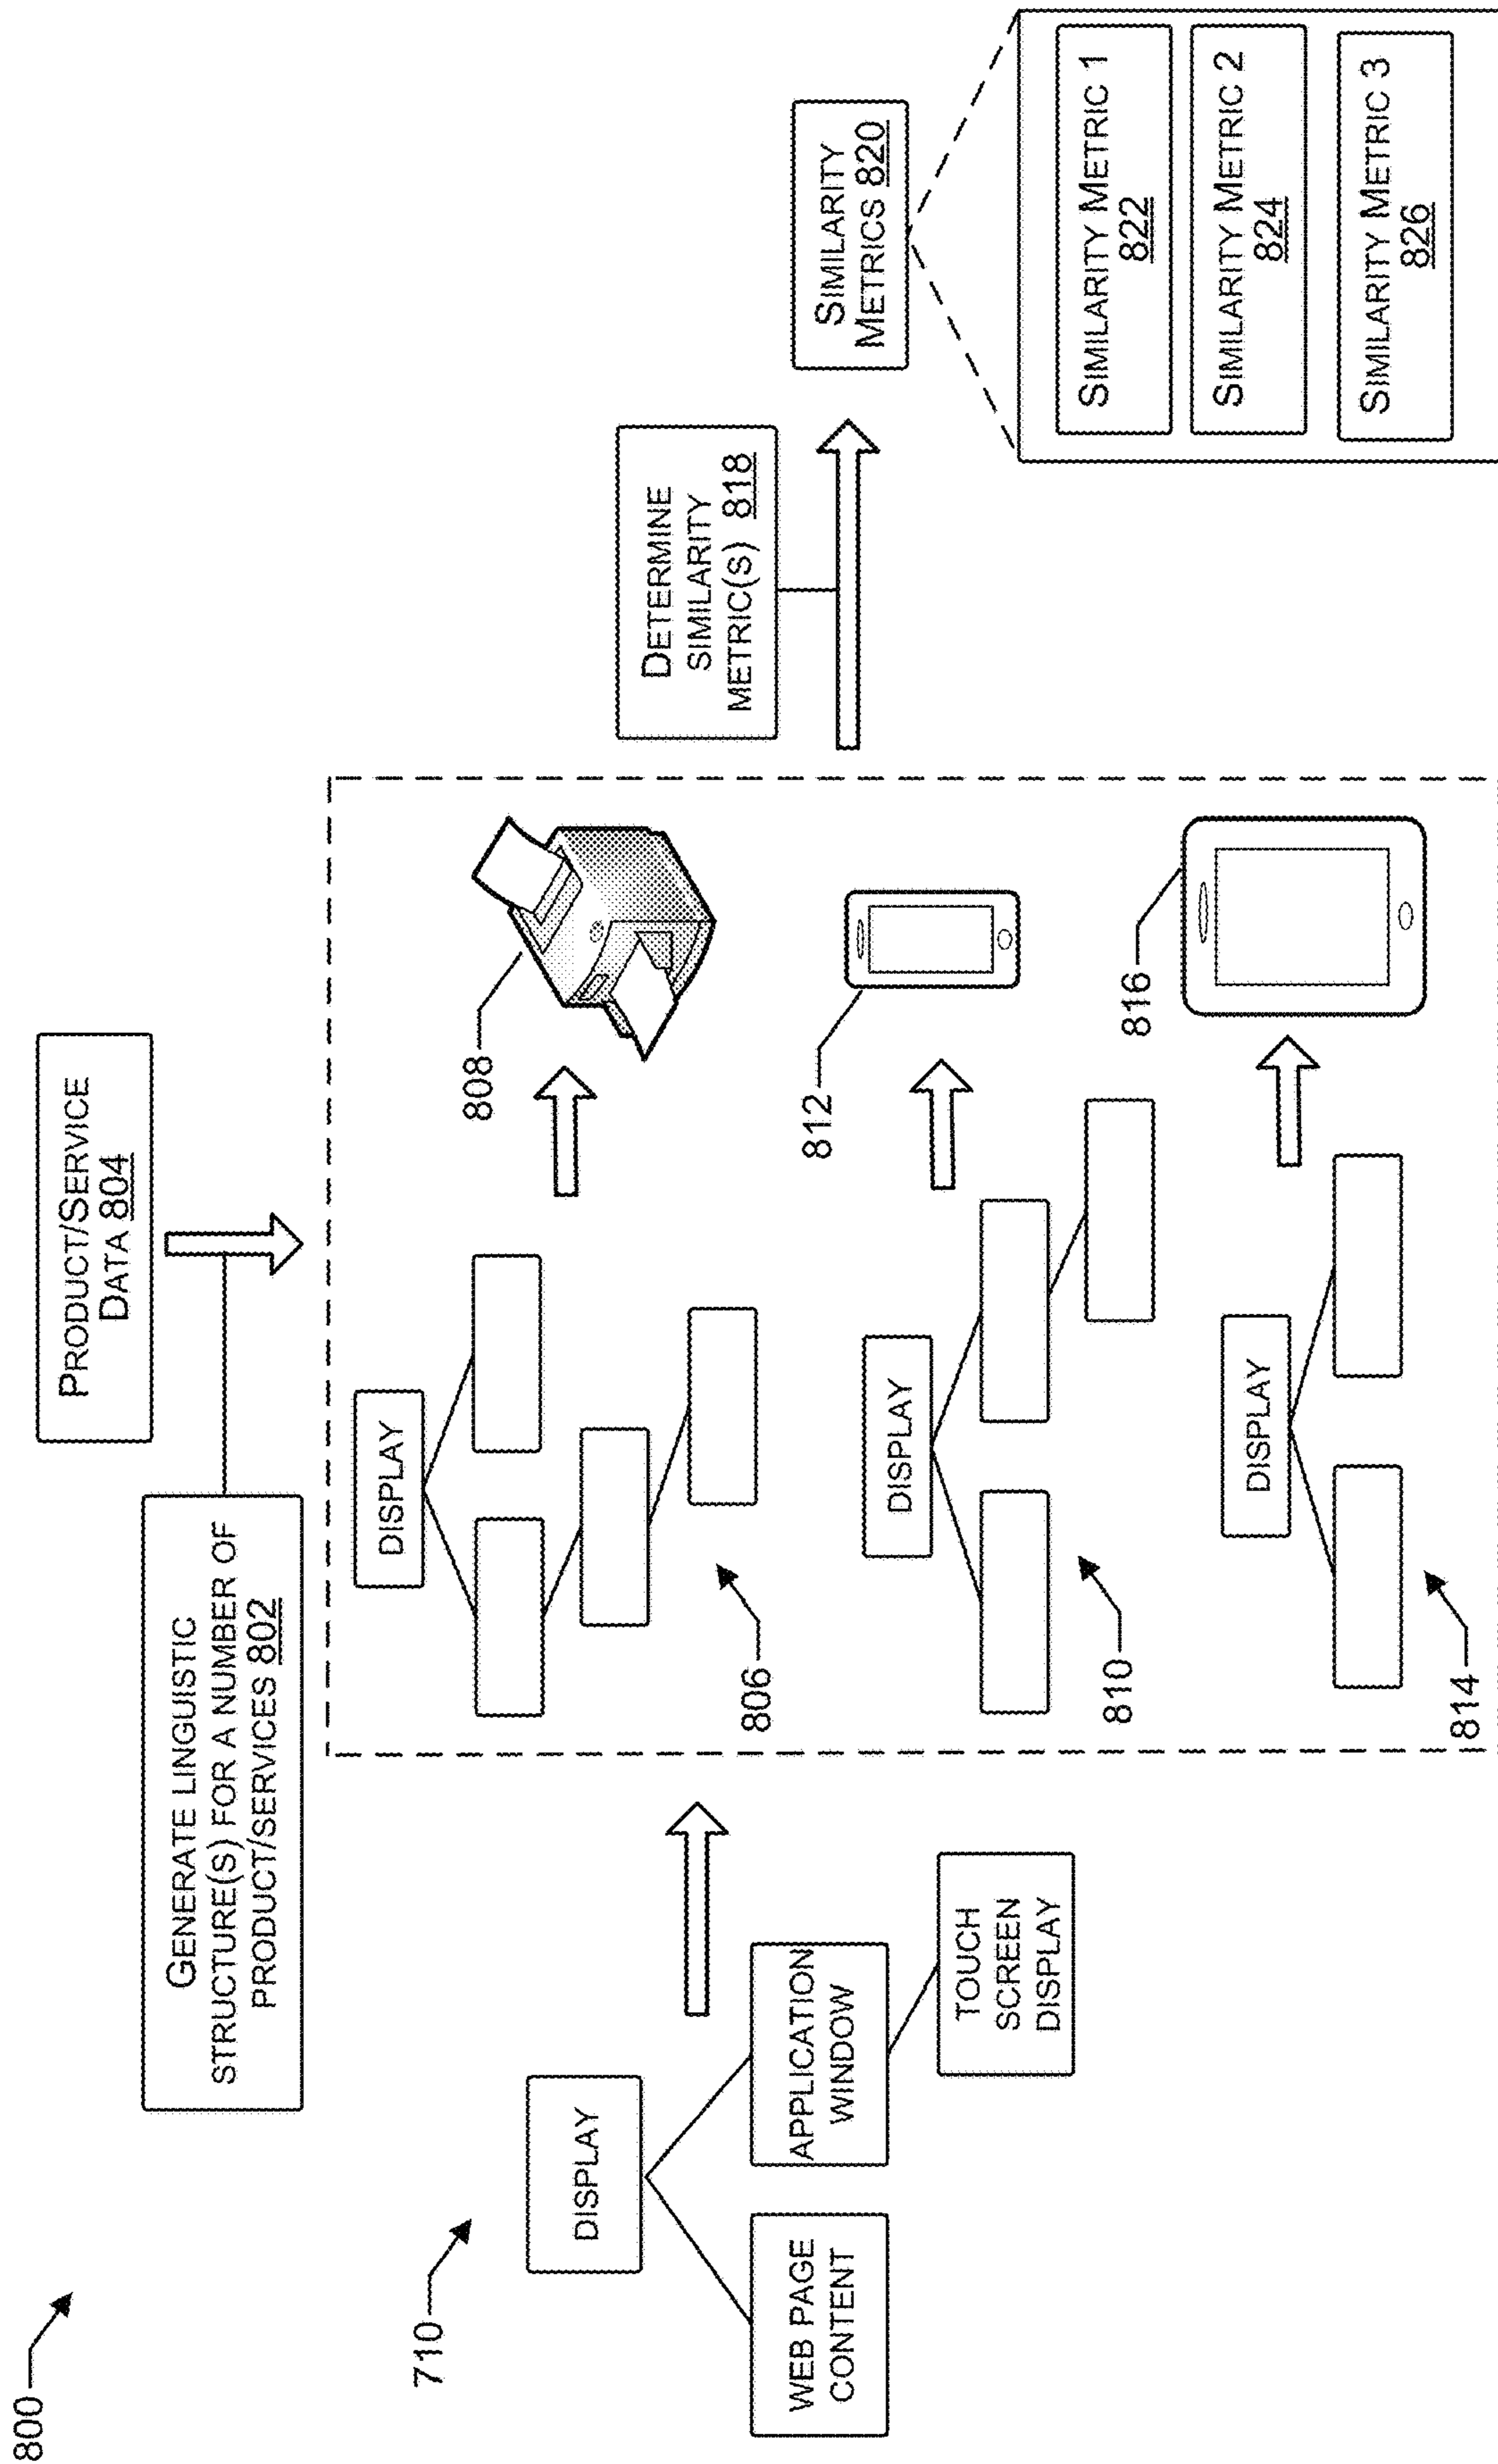 800
GENERATE LINGUISTIC
STRUCTURE(S) FOR A NUMBER OF
PRODUCT/SERVICES 802
PRODUCT/SERVICE
DATA 804
710
DISPLAY
WEB PAGE
CONTENT
APPLICATION
WINDOW
TOUCH
SCREEN
DISPLAY
DISPLAY
806
808
DISPLAY
810
812
DISPLAY
814
816
DETERMINE
SIMILARITY
METRIC(S) 818
SIMILARITY
METRICS 820
SIMILARITY METRIC 1
822
SIMILARITY METRIC 2
824
SIMILARITY METRIC 3
826